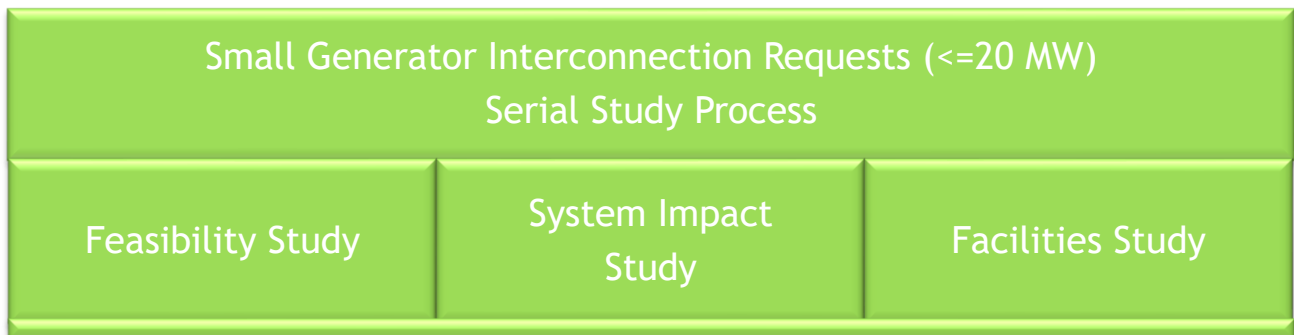 Small Generator Interconnection Requests (<=20 MW)
Serial Study Process
Feasibility Study
System Impact
Study
Facilities Study